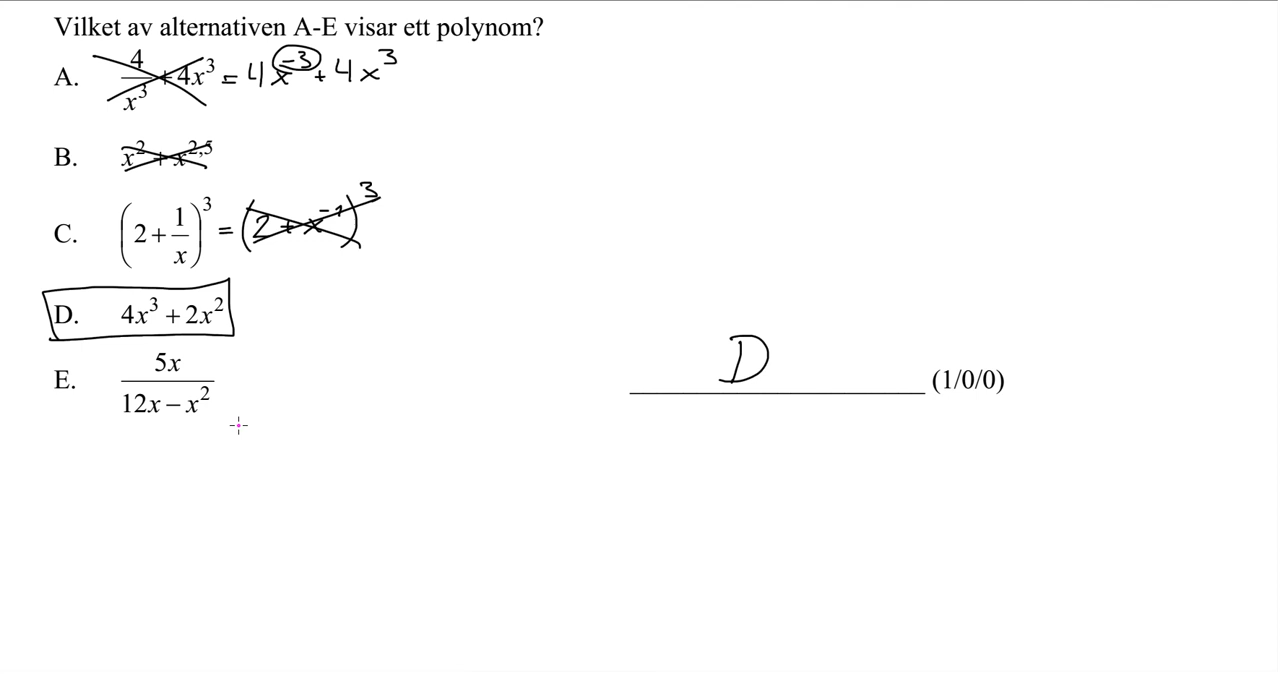 Vilket av alternativen A-E visar ett polynom?
A. 4/x³ + 4x³ = 4x⁻³ + 4x³
B. x² + x²,⁵
C. (2 + 1/x)³ = (2 + x⁻¹)³
D. 4x³ + 2x²
E. 5x/(12x − x²)
D (1/0/0)